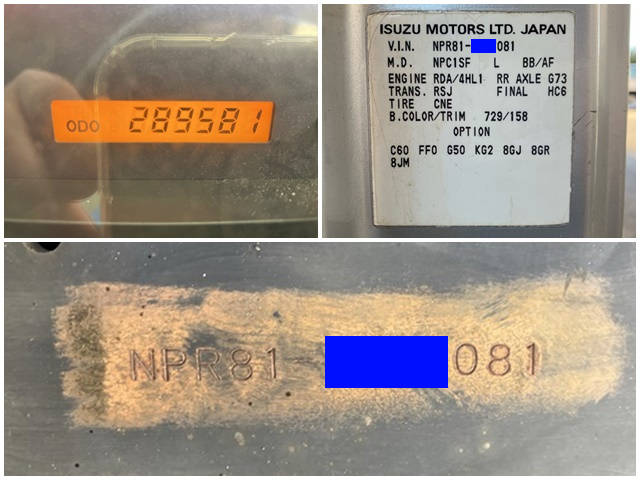 ODO 289581
ISUZU MOTORS LTD. JAPAN
V.I.N. NPR81- 081
M.D. NPC1SF L BB/AF
ENGINE RDA/4HL1 RR AXLE G73
TRANS. RSJ FINAL HC6
TIRE CNE
B.COLOR/TRIM 729/158
OPTION
C60 FF0 G50 KG2 8GJ 8GR
8JM
NPR81 081